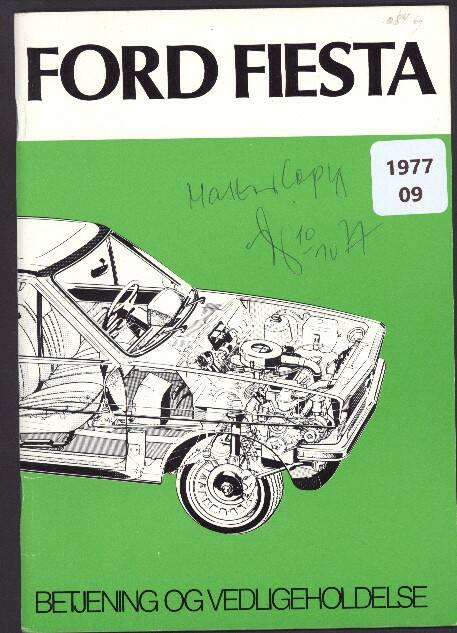 FORD FIESTA
1977
09
Master Copy
BETJENING OG VEDLIGEHOLDELSE